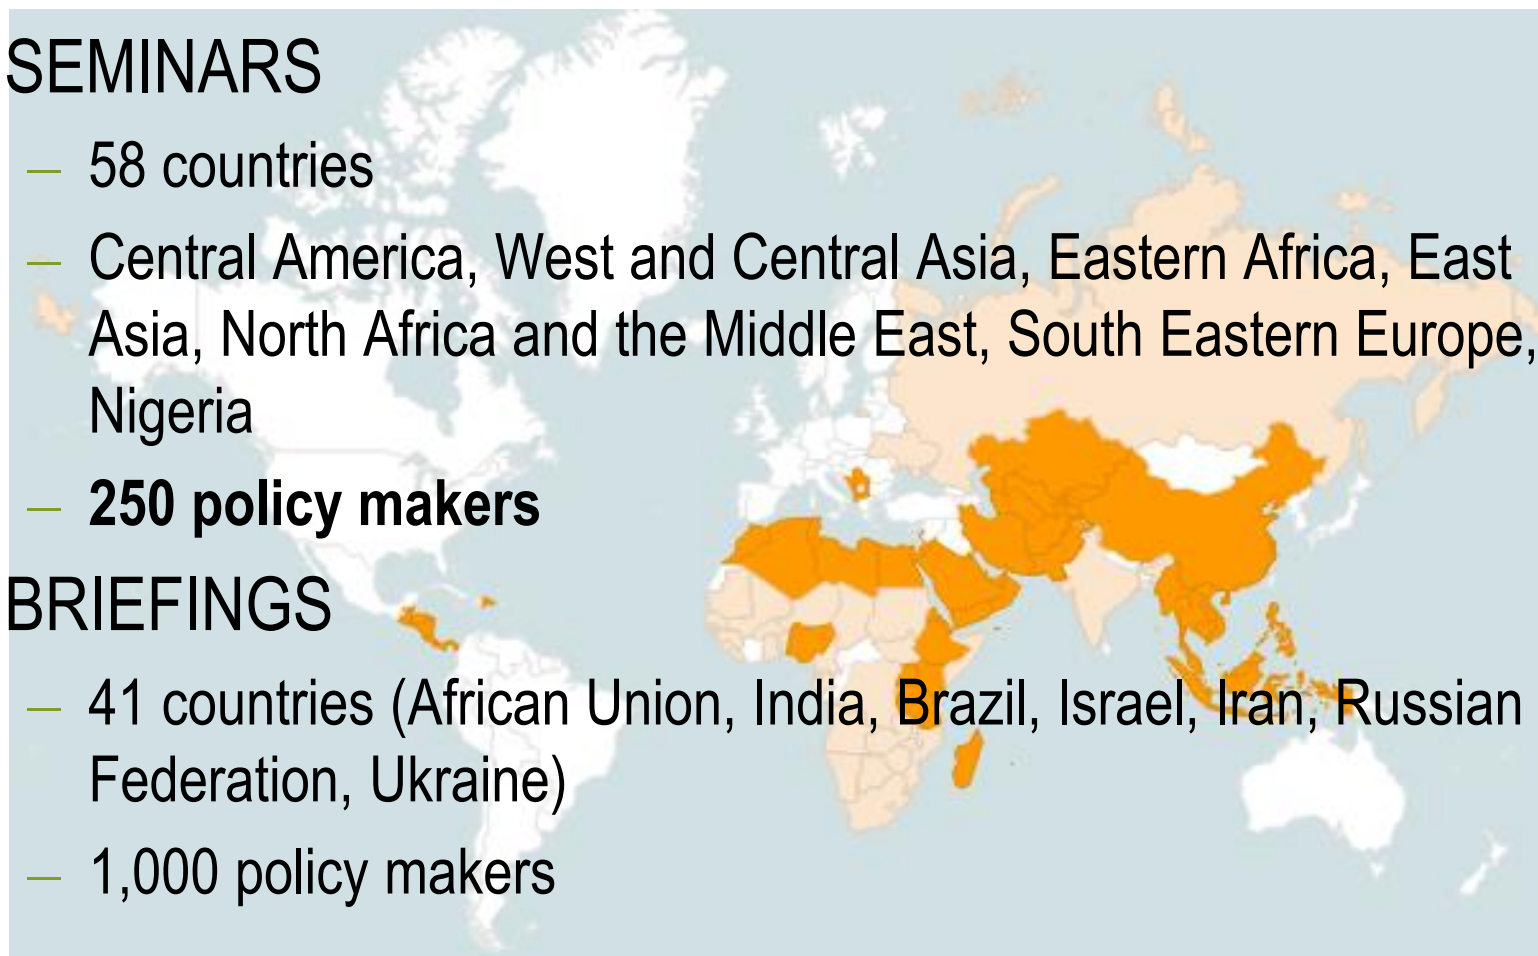 SEMINARS
— 58 countries
— Central America, West and Central Asia, Eastern Africa, East
Asia, North Africa and the Middle East, South Eastern Europe,
Nigeria
— 250 policy makers
BRIEFINGS
— 41 countries (African Union, India, Brazil, Israel, Iran, Russian
Federation, Ukraine)
— 1,000 policy makers